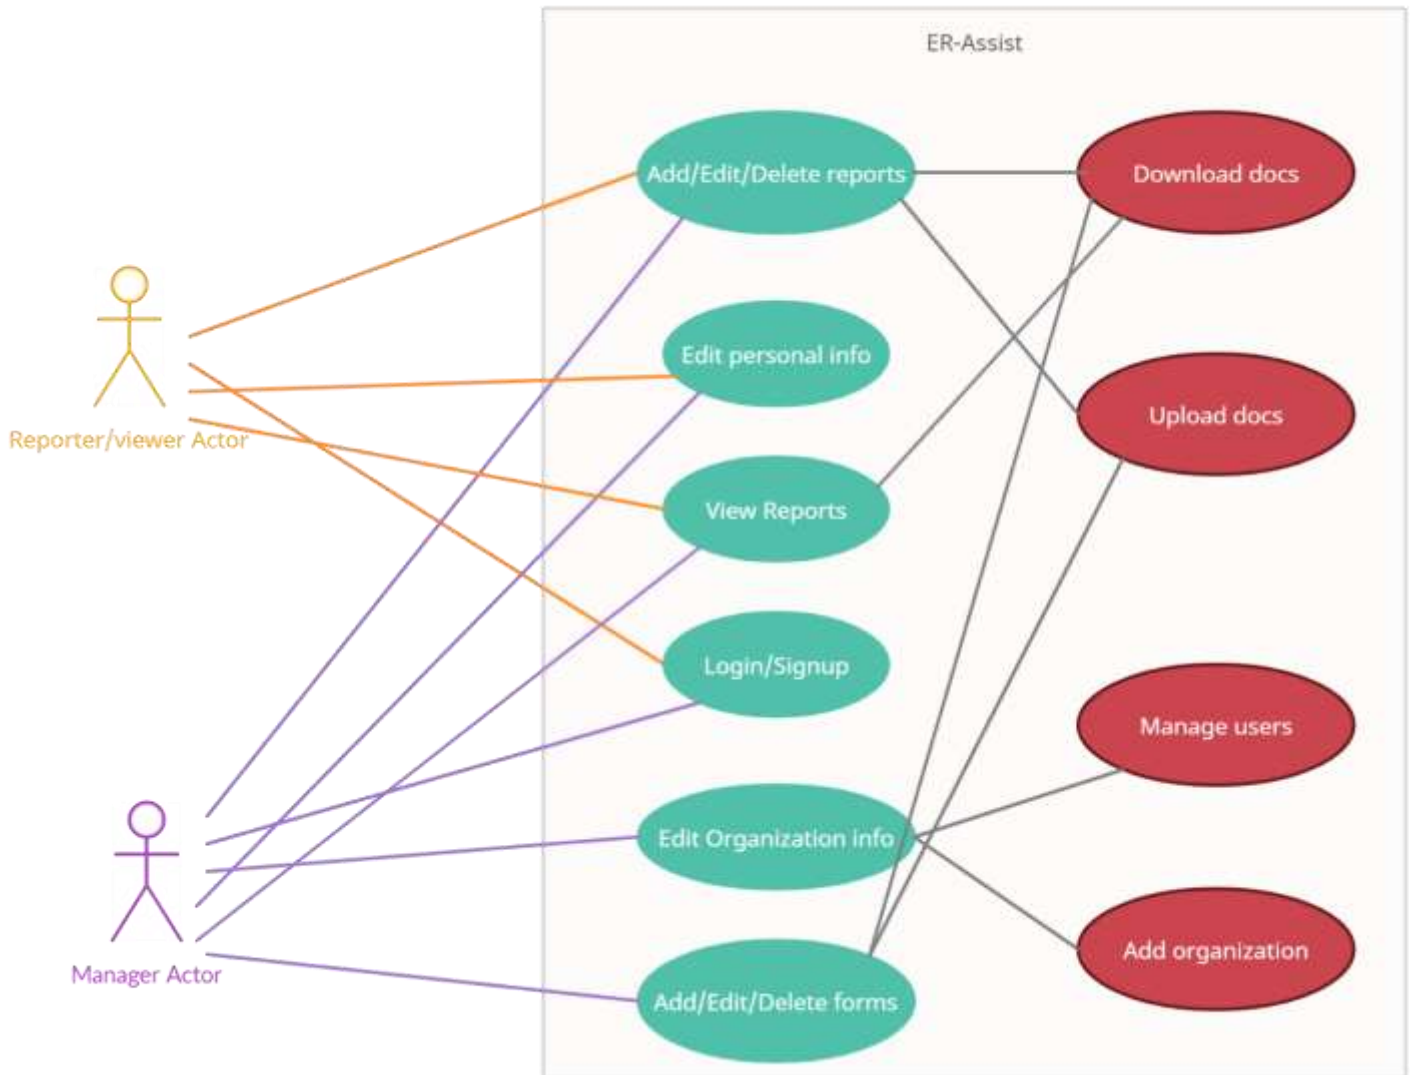 ER-Assist
Add/Edit/Delete reports
Download docs
Edit personal info
Upload docs
Reporter/viewer Actor
View Reports
Login/Signup
Manage users
Edit Organization info
Manager Actor
Add organization
Add/Edit/Delete forms